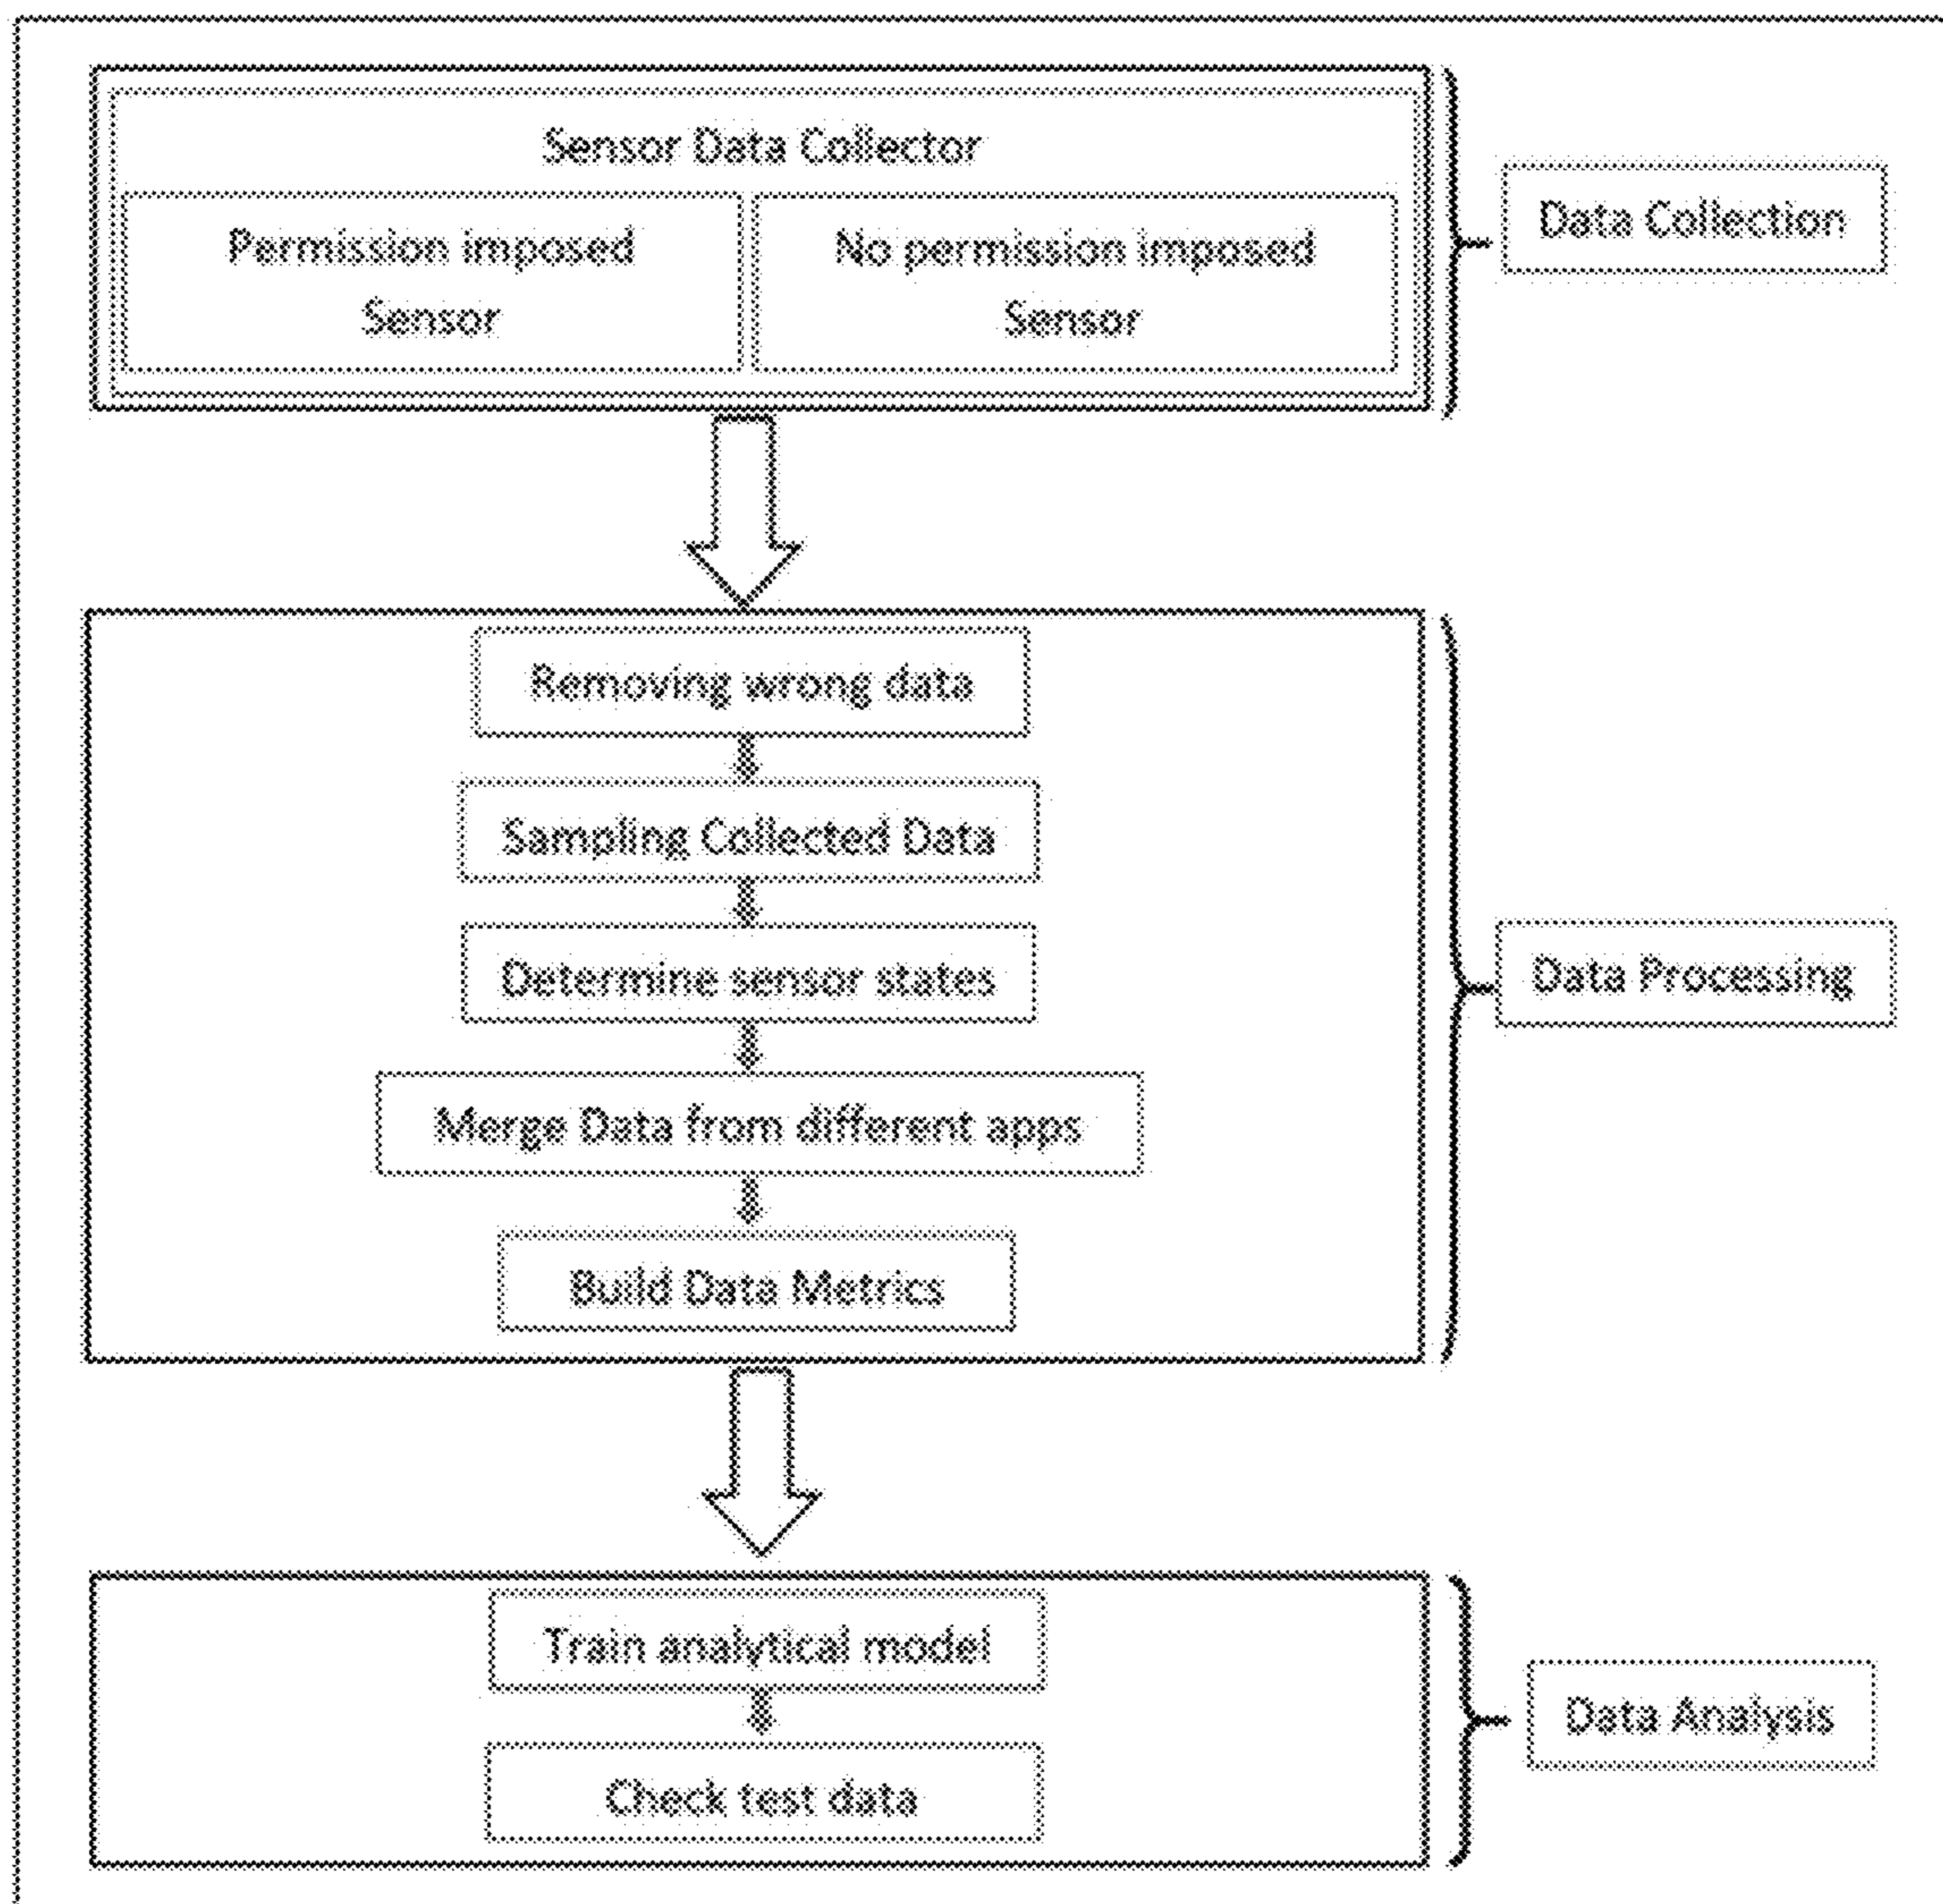 Sensor Data Collector
Permission imposed
Sensor
No permission imposed
Sensor
Data Collection
Removing wrong data
Sampling Collected Data
Determine sensor states
Merge Data from different apps
Build Data Metrics
Data Processing
Train analytical model
Check test data
Data Analysis